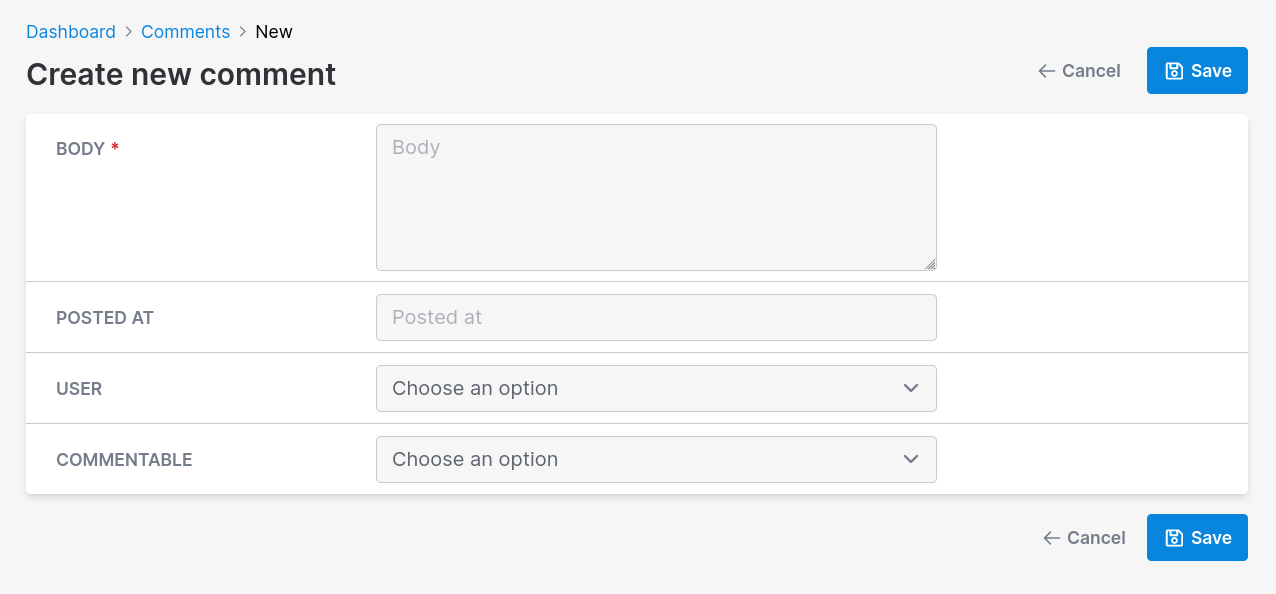 Dashboard > Comments > New
Create new comment
Cancel
Save
BODY *
Body
POSTED AT
Posted at
USER
Choose an option
COMMENTABLE
Choose an option
Cancel
Save